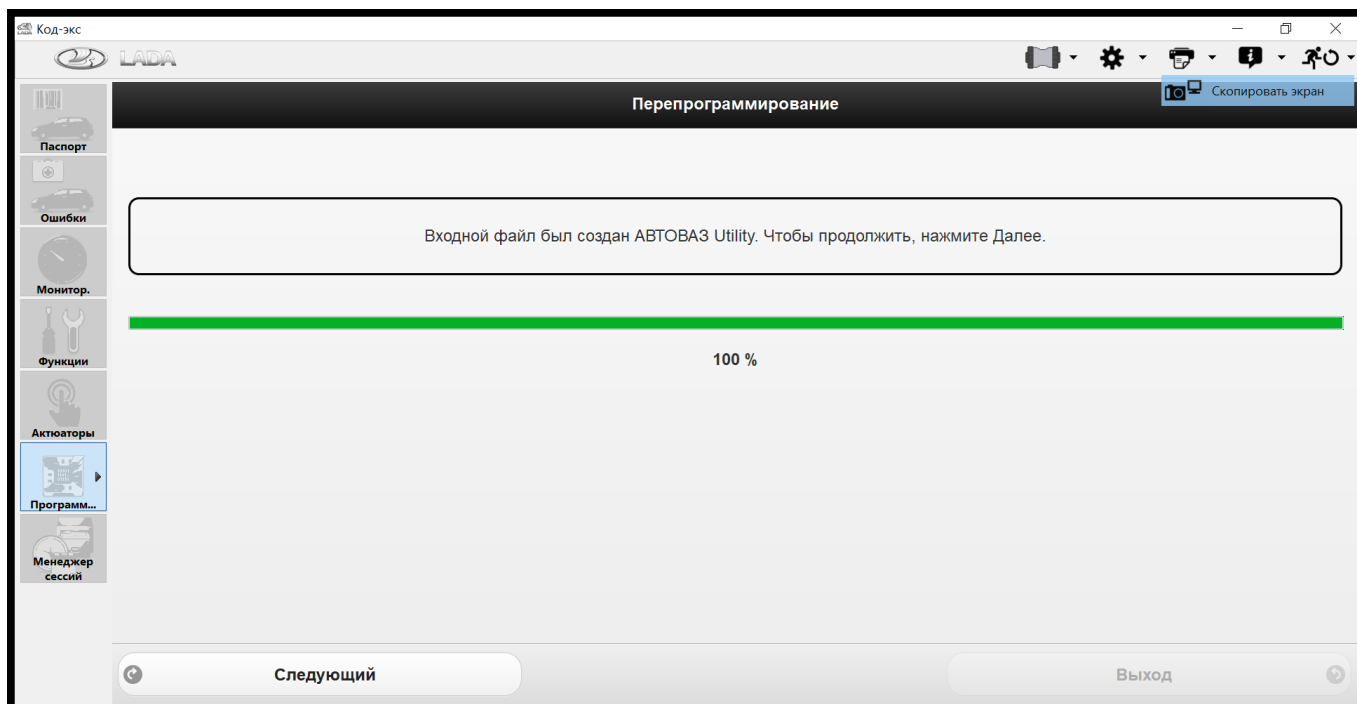 Код-экс
LADA
Скопировать экран
Перепрограммирование
Паспорт
Ошибки
Монитор.
Функции
Актюаторы
Программ...
Менеджер
сессий
Входной файл был создан АВТОВАЗ Utility. Чтобы продолжить, нажмите Далее.
100 %
Следующий
Выход